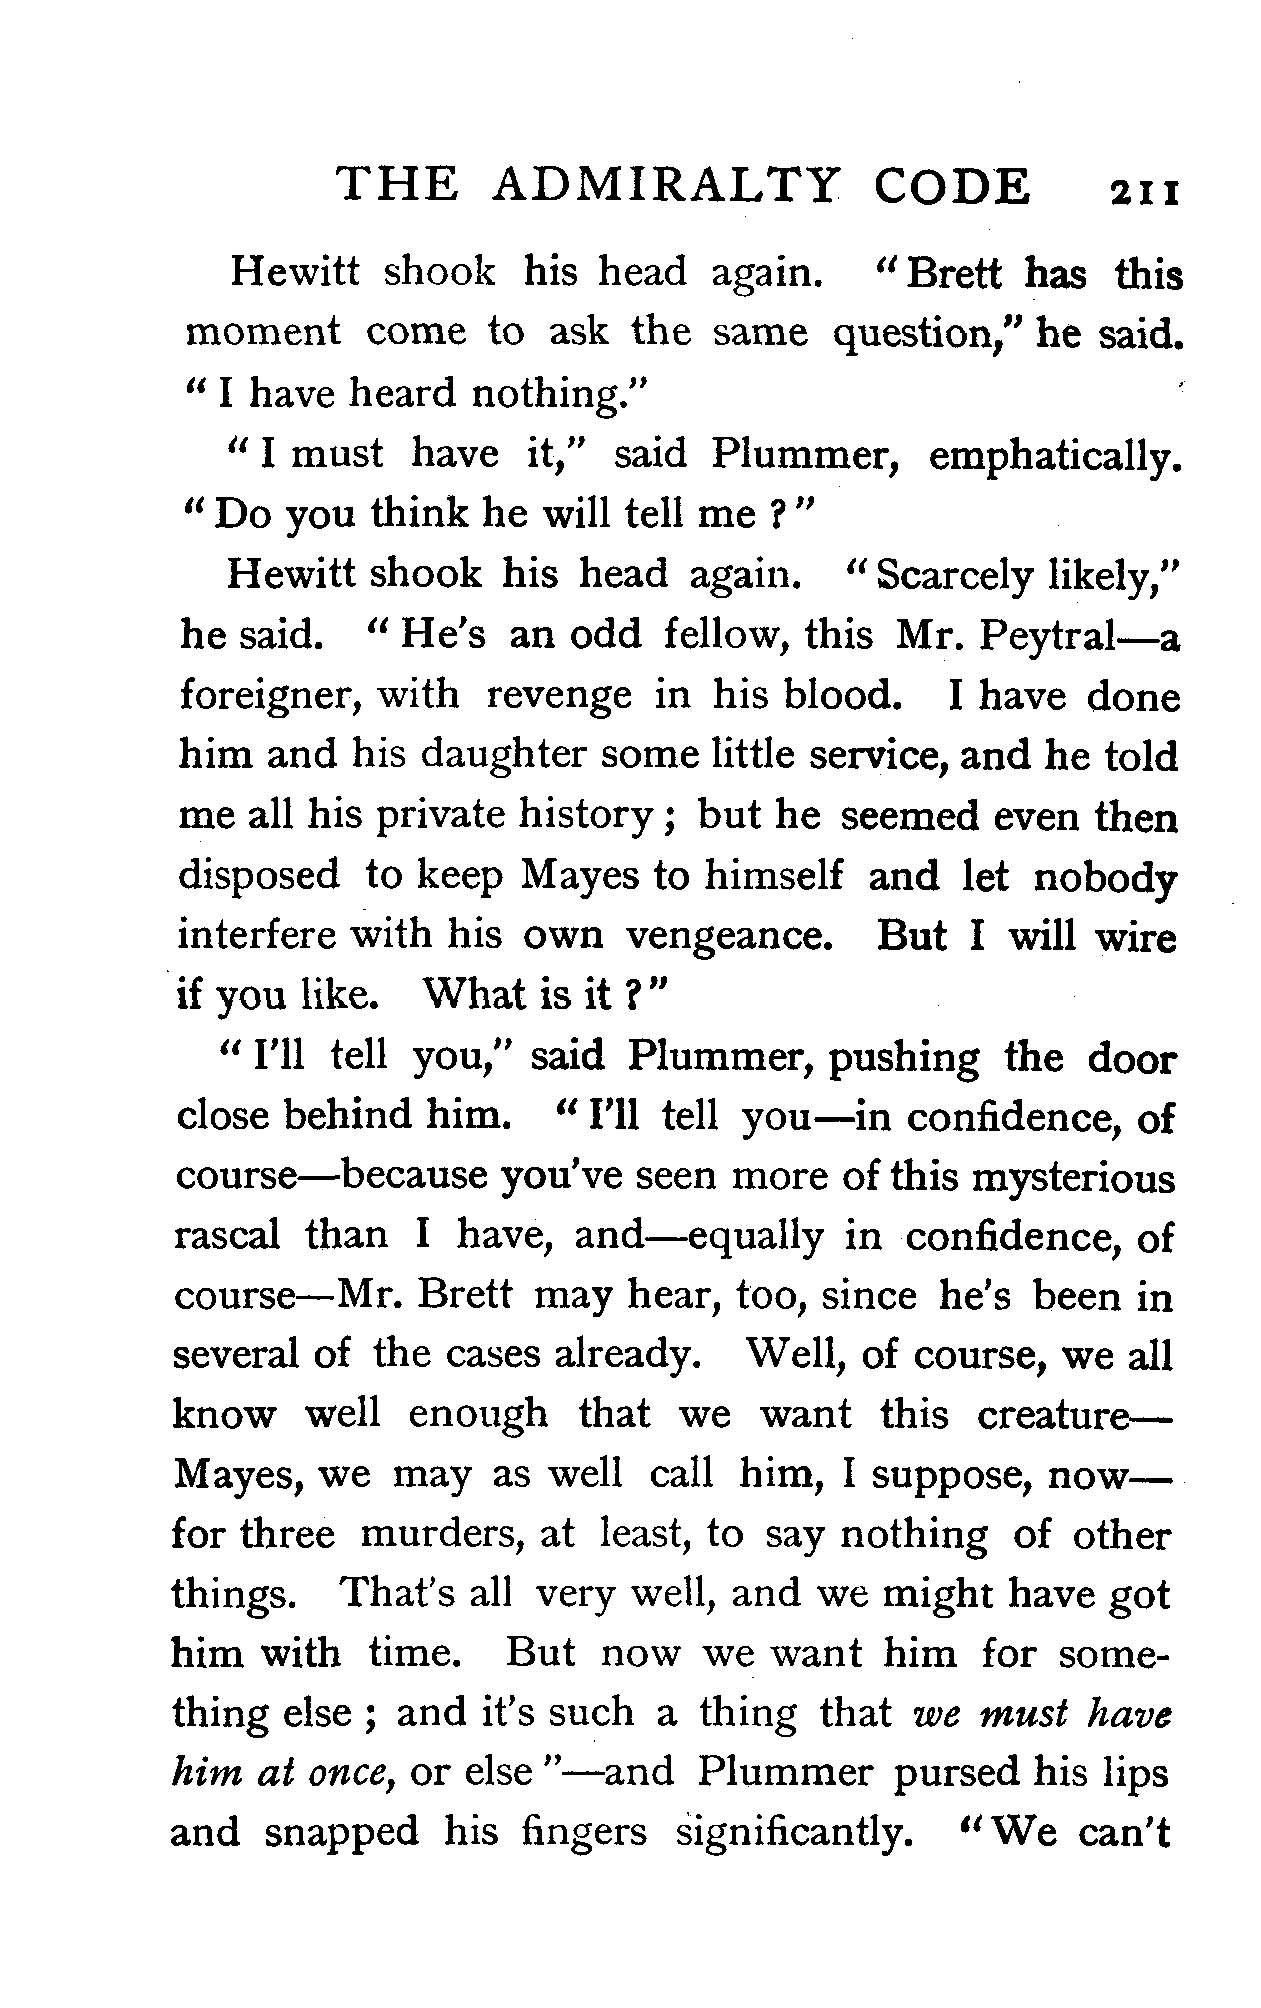 THE ADMIRALTY CODE 211
Hewitt shook his head again. "Brett has this
moment come to ask the same question," he said.
"I have heard nothing."
"I must have it," said Plummer, emphatically.
"Do you think he will tell me?"
Hewitt shook his head again. "Scarcely likely,"
he said. "He's an odd fellow, this Mr. Peytral—a
foreigner, with revenge in his blood. I have done
him and his daughter some little service, and he told
me all his private history; but he seemed even then
disposed to keep Mayes to himself and let nobody
interfere with his own vengeance. But I will wire
if you like. What is it?"
"I'll tell you," said Plummer, pushing the door
close behind him. "I'll tell you—in confidence, of
course—because you've seen more of this mysterious
rascal than I have, and—equally in confidence, of
course—Mr. Brett may hear, too, since he's been in
several of the cases already. Well, of course, we all
know well enough that we want this creature—
Mayes, we may as well call him, I suppose, now—
for three murders, at least, to say nothing of other
things. That's all very well, and we might have got
him with time. But now we want him for some-
thing else; and it's such a thing that we must have
him at once, or else"—and Plummer pursed his lips
and snapped his fingers significantly. "We can't